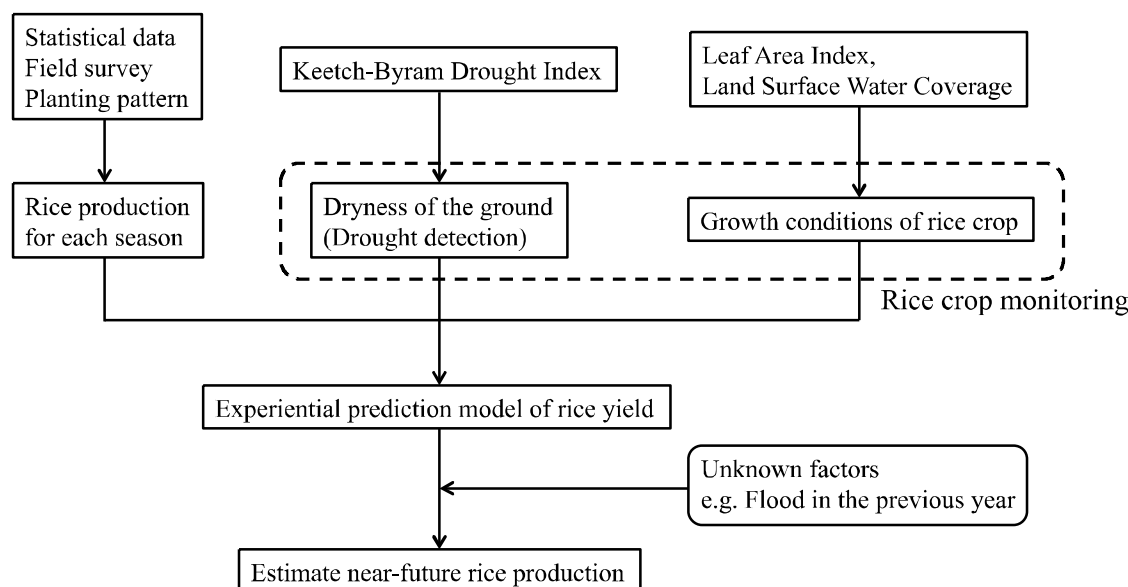 Statistical data
Field survey
Planting pattern
Keetch-Byram Drought Index
Leaf Area Index,
Land Surface Water Coverage
Rice production
for each season
Dryness of the ground
(Drought detection)
Growth conditions of rice crop
Rice crop monitoring
Experiential prediction model of rice yield
Unknown factors
e.g. Flood in the previous year
Estimate near-future rice production